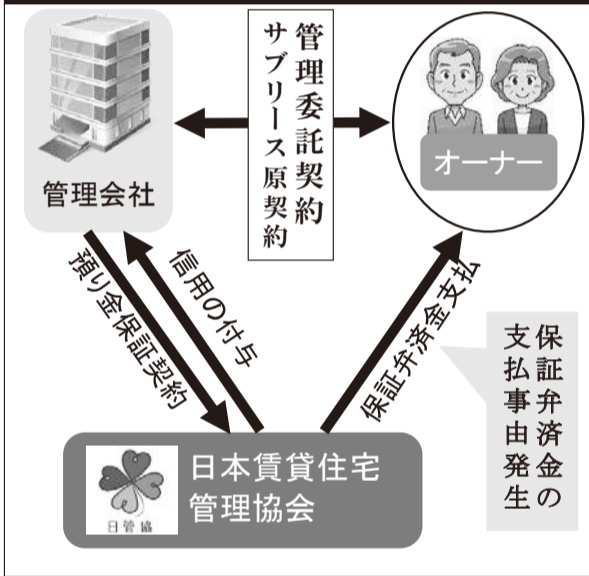 管理会社
管理委託契約
サブリース原契約
オーナー
預り金保証契約
信用の付与
保証弁済金支払
保証弁済金の
支払事由発生
日管協
日本賃貸住宅
管理協会